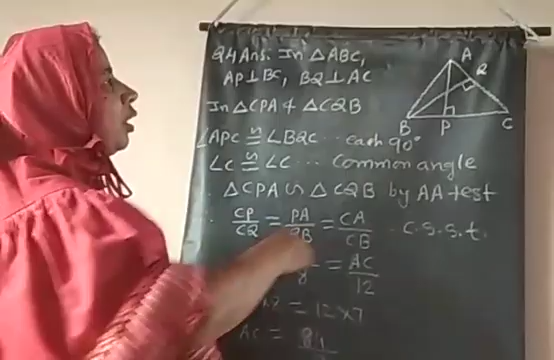 Q4 Ans. In △ABC,
AP⊥BC, BQ⊥AC
In △CPA & △CQB
∠APC ≅ ∠BQC ... each 90°
∠C ≅ ∠C ... Common angle
∴ △CPA ∼ △CQB by AA test
CP/CQ = PA/QB = CA/CB ... c.s.s.t.
= AC/12
= 12×7
AC =
A
Q
B
P
C